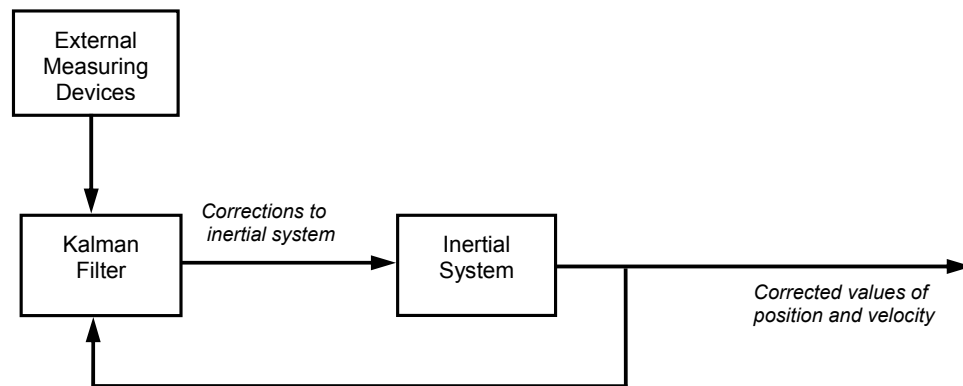 External
Measuring
Devices
Corrections to
inertial system
Kalman
Filter
Inertial
System
Corrected values of
position and velocity